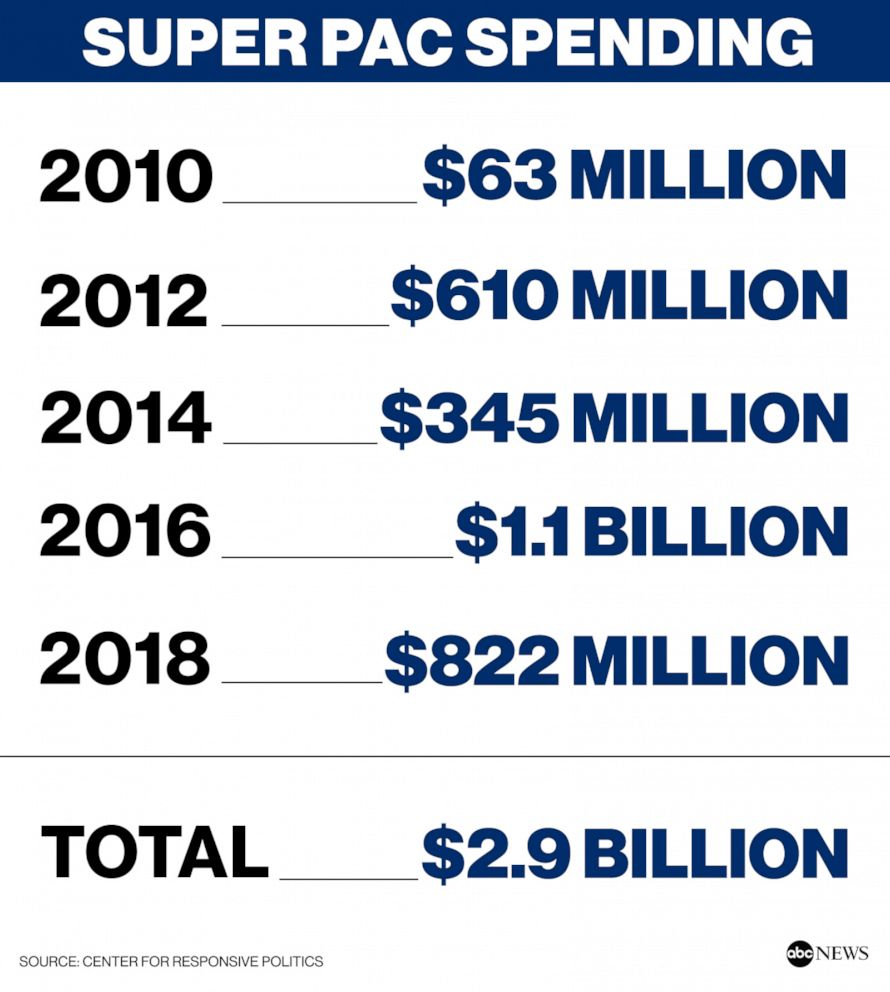 SUPER PAC SPENDING
2010 $63 MILLION
2012 $610 MILLION
2014 $345 MILLION
2016 $1.1 BILLION
2018 $822 MILLION
TOTAL $2.9 BILLION
SOURCE: CENTER FOR RESPONSIVE POLITICS
abc NEWS